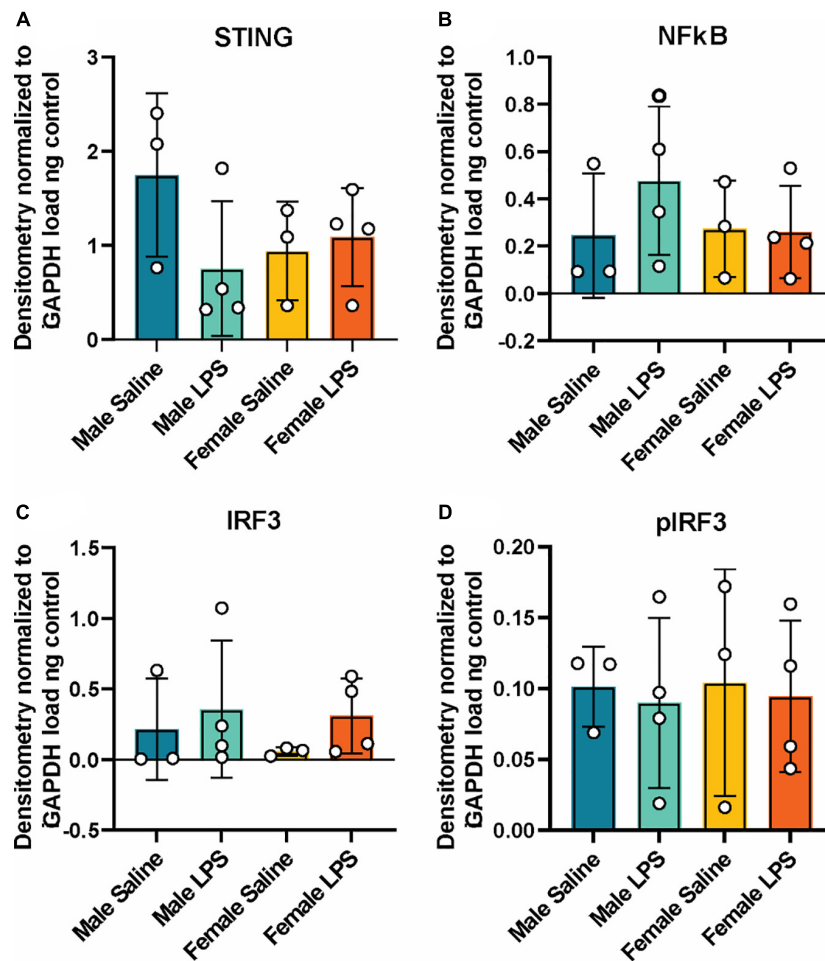 A
STING
Densitometry normalized to
GAPDH load ng control
3
2
1
0
Male Saline
Male LPS
Female Saline
Female LPS
B
NFkB
Densitometry normalized to
GAPDH load ng control
1.0
0.8
0.6
0.4
0.2
0.0
-0.2
Male Saline
Male LPS
Female Saline
Female LPS
C
IRF3
Densitometry normalized to
GAPDH load ng control
1.5
1.0
0.5
0.0
-0.5
Male Saline
Male LPS
Female Saline
Female LPS
D
pIRF3
Densitometry normalized to
GAPDH load ng control
0.20
0.15
0.10
0.05
0.00
Male Saline
Male LPS
Female Saline
Female LPS